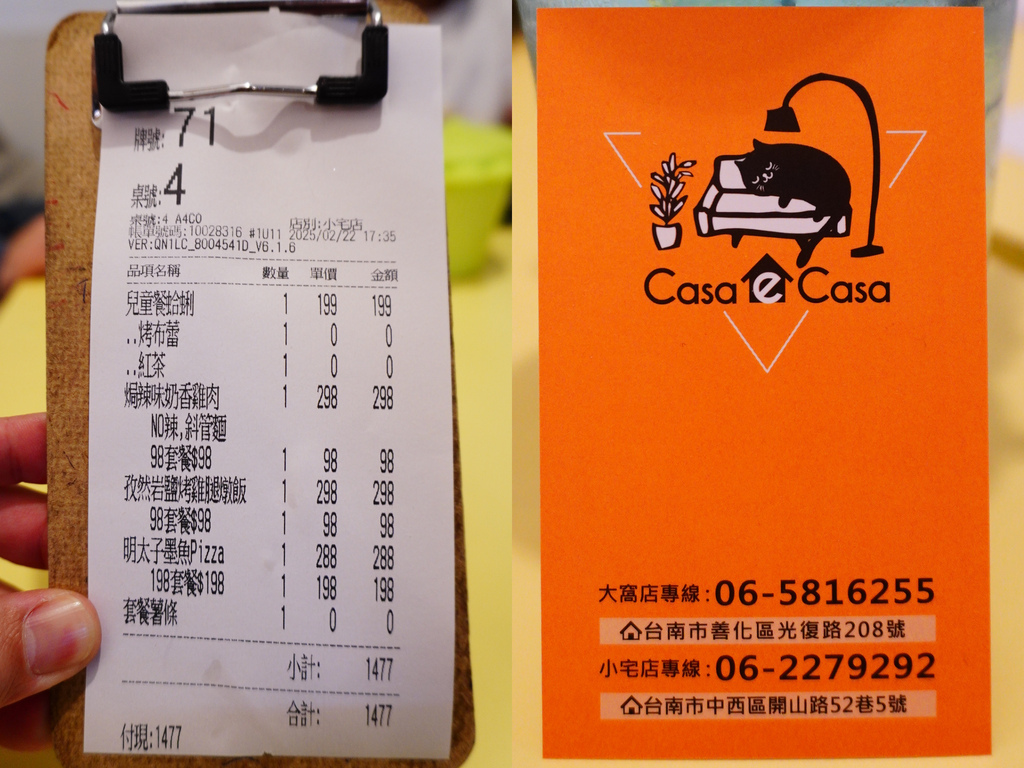 牌號:71
桌號:4
桌號:4 A4C0
店別:小宅店
帳單號碼:10028316 #1U11 2025/02/22 17:35
VER:QN1LC_8004541D_V6.1.6
品項名稱 數量 單價 金額
兒童餐蛤蜊 1 199 199
..烤布蕾 1 0 0
..紅茶 1 0 0
焗辣味奶香雞肉 1 298 298
NO辣,斜管麵
98套餐$98 1 98 98
孜然岩鹽烤雞腿燉飯 1 298 298
98套餐$98 1 98 98
明太子墨魚Pizza 1 288 288
198套餐$198 1 198 198
套餐薯條 1 0 0
小計: 1477
合計: 1477
付現:1477
Casa e Casa
大窩店專線:06-5816255
台南市善化區光復路208號
小宅店專線:06-2279292
台南市中西區開山路52巷5號